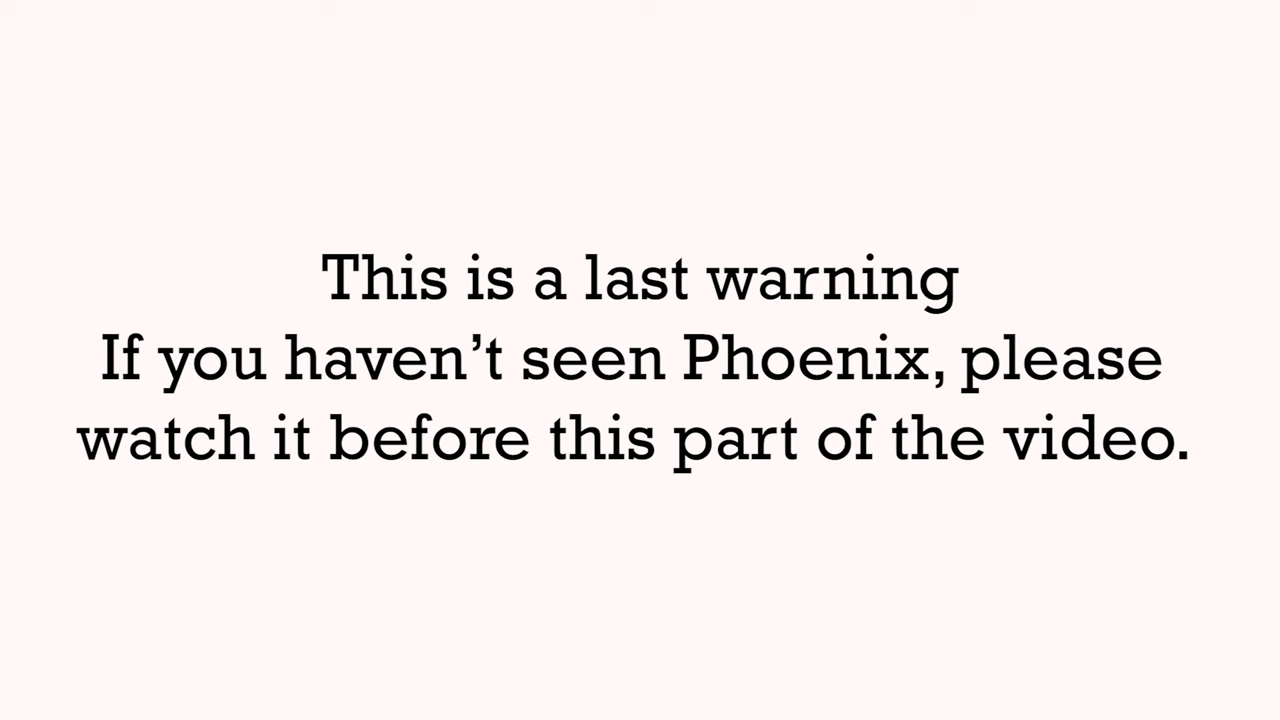 This is a last warning
If you haven’t seen Phoenix, please
watch it before this part of the video.